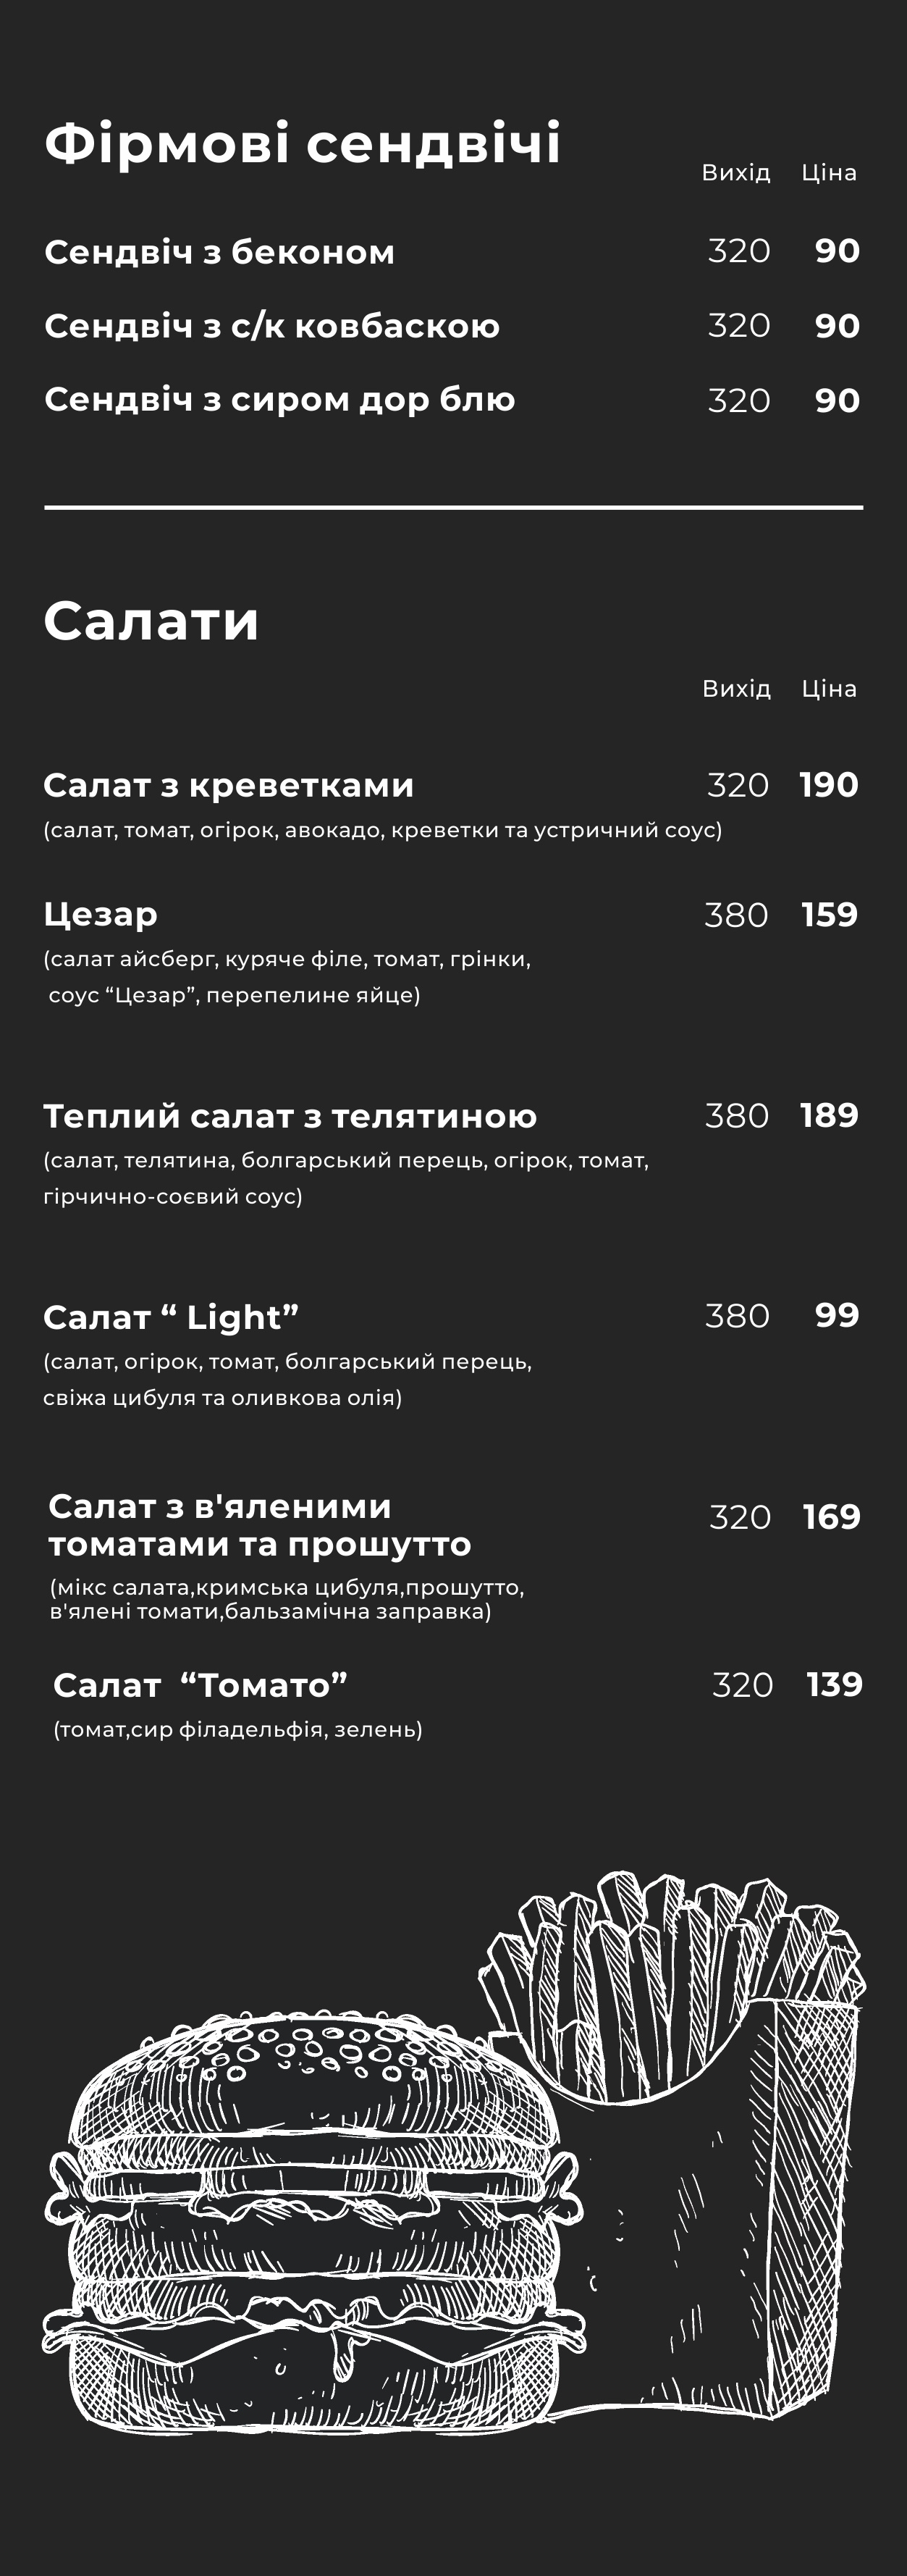 Фірмові сендвічі
Вихід Ціна
Сендвіч з беконом 320 90
Сендвіч з с/к ковбаскою 320 90
Сендвіч з сиром дор блю 320 90
Салати
Вихід Ціна
Салат з креветками 320 190
(салат, томат, огірок, авокадо, креветки та устричний соус)
Цезар 380 159
(салат айсберг, куряче філе, томат, грінки,
соус “Цезар”, перепелине яйце)
Теплий салат з телятиною 380 189
(салат, телятина, болгарський перець, огірок, томат,
гірчично-соєвий соус)
Салат “ Light” 380 99
(салат, огірок, томат, болгарський перець,
свіжа цибуля та оливкова олія)
Салат з в'яленими
томатами та прошутто 320 169
(мікс салата,кримська цибуля,прошутто,
в'ялені томати,бальзамічна заправка)
Салат “Томато” 320 139
(томат,сир філадельфія, зелень)